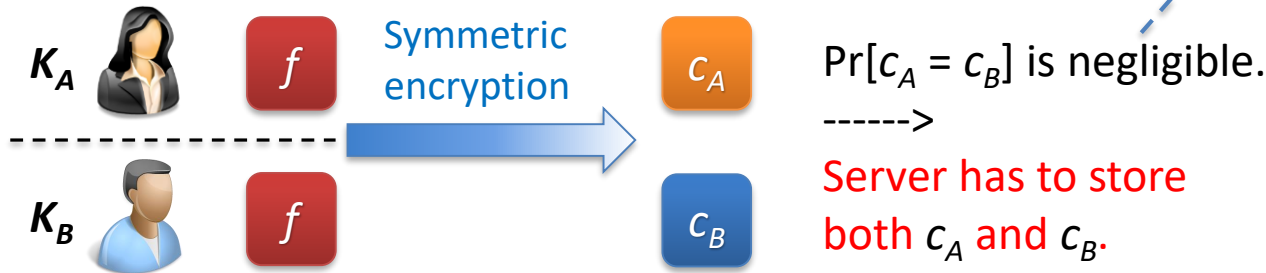 K_A f Symmetric encryption c_A Pr[c_A = c_B] is negligible.
------>
K_B f c_B Server has to store
both c_A and c_B.